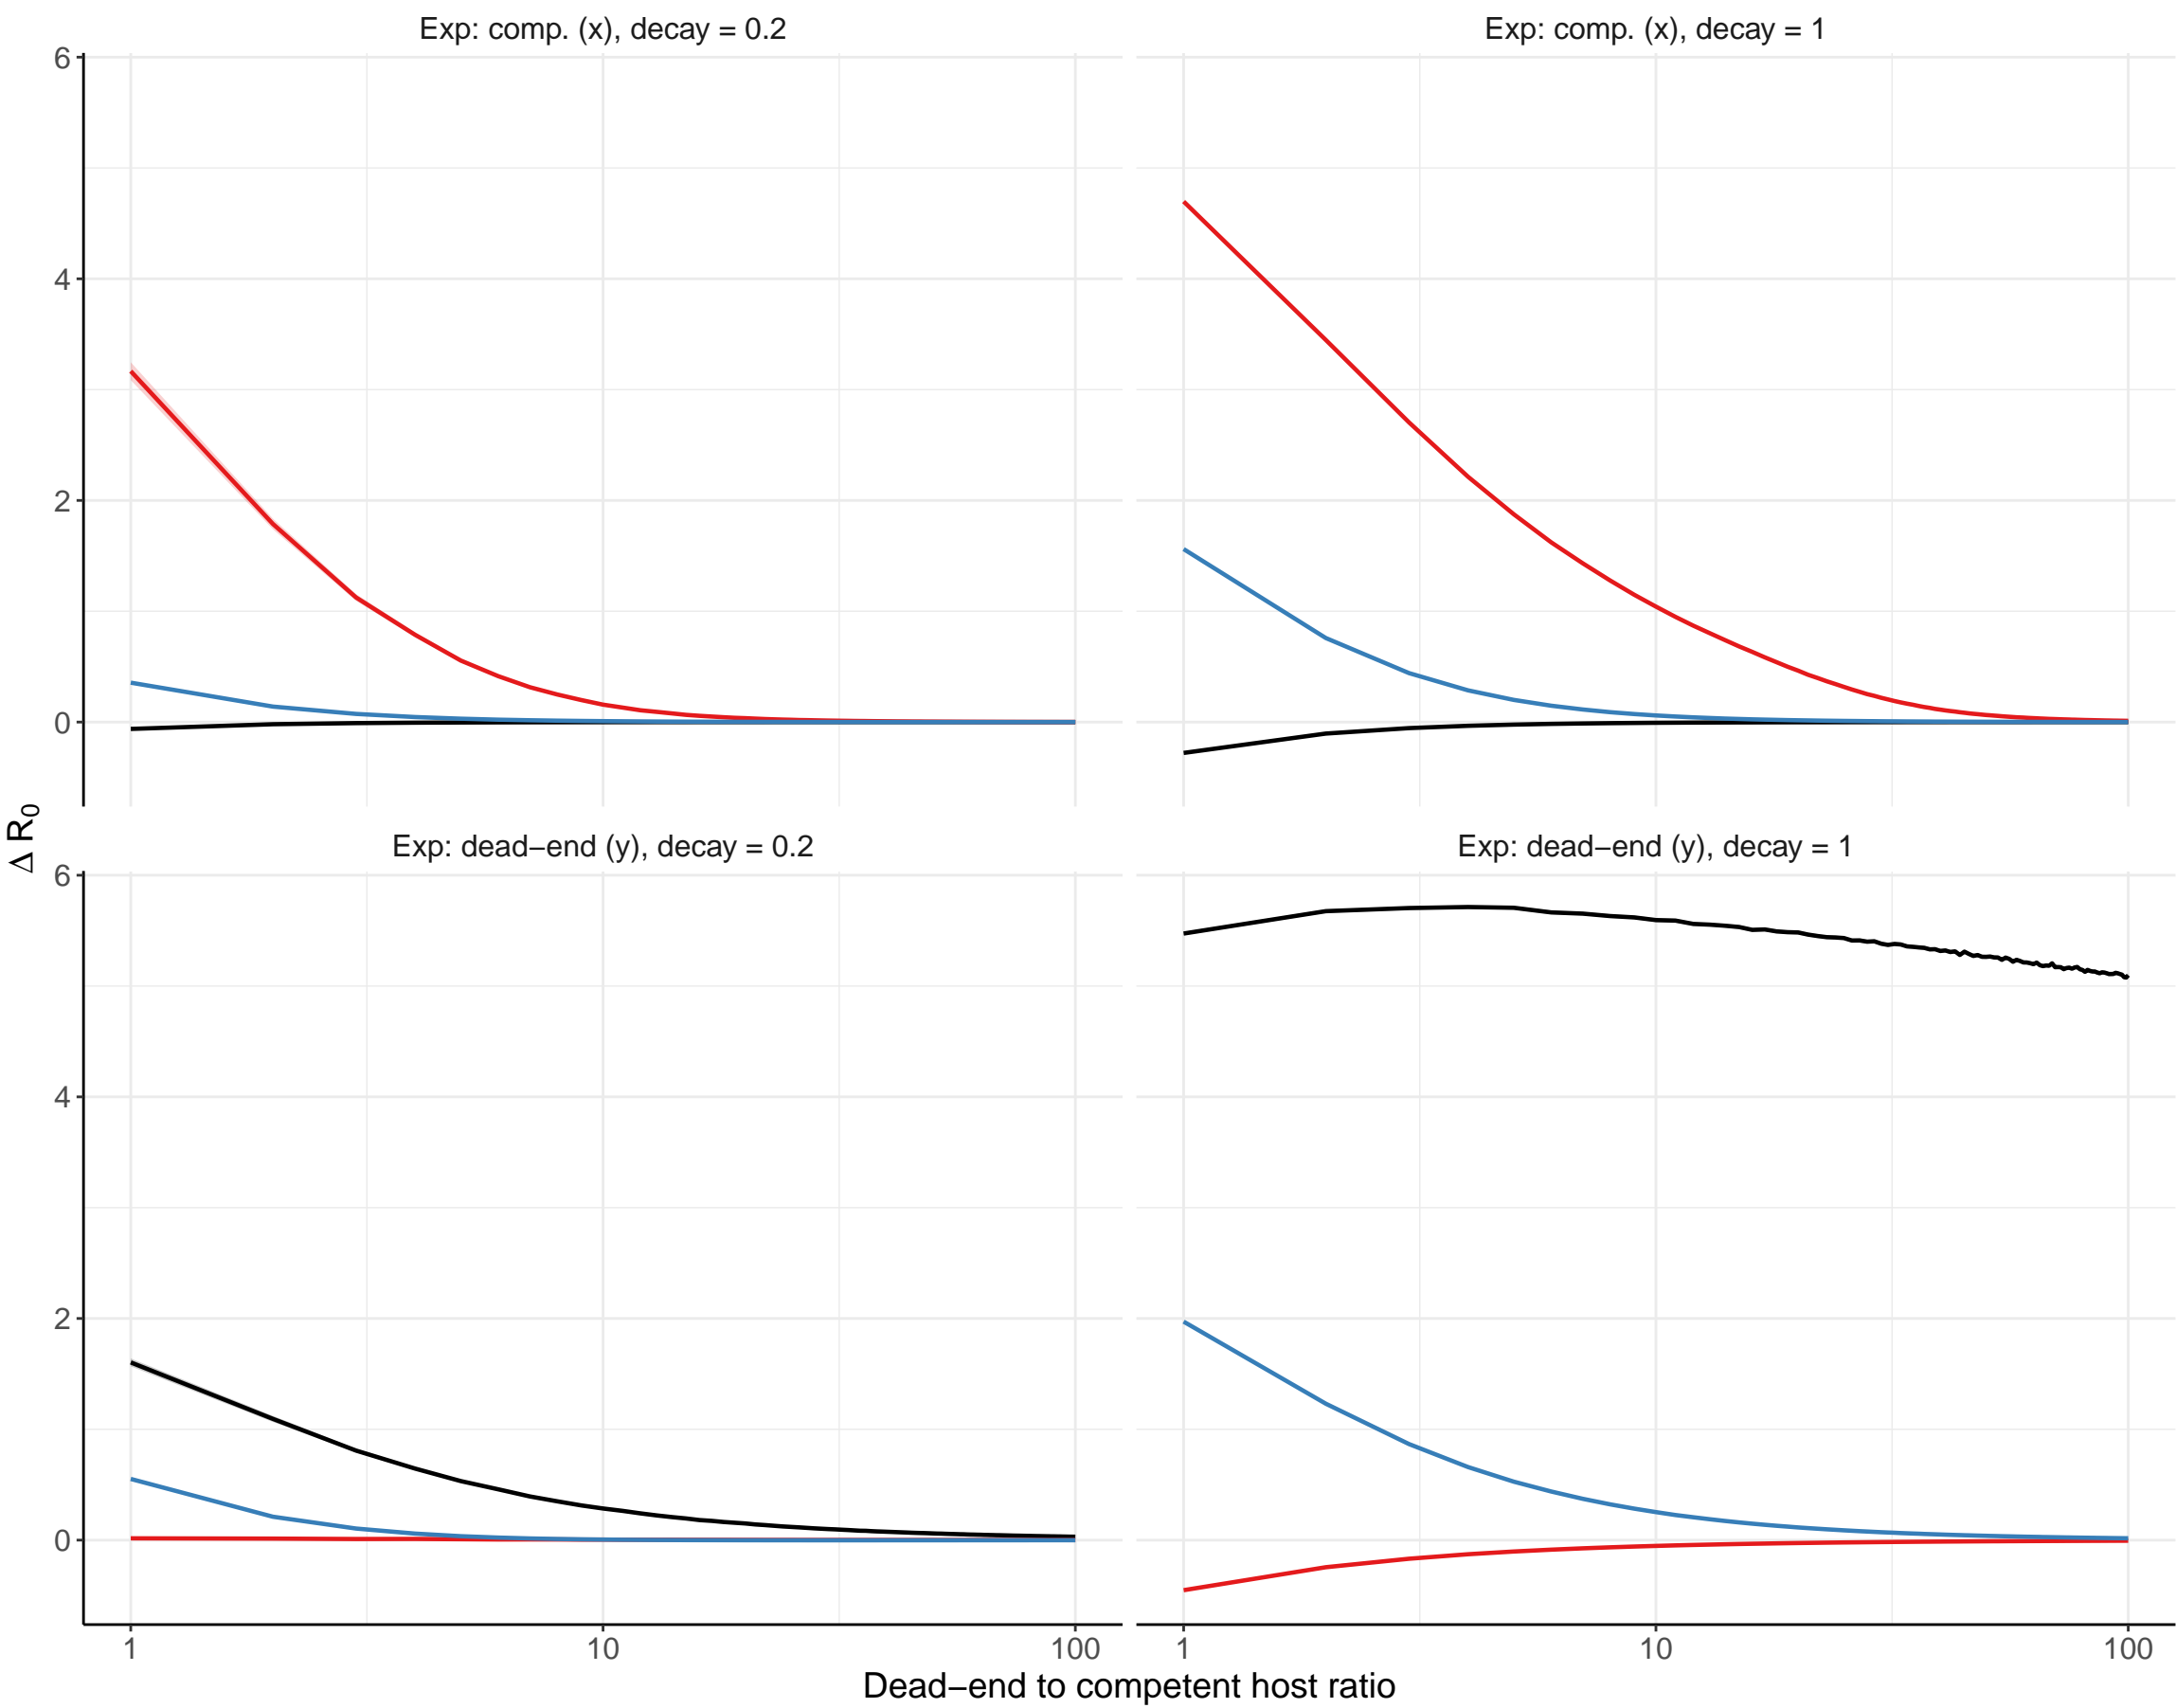 Exp: comp. (x), decay = 0.2
Exp: comp. (x), decay = 1
6
4
2
0
Δ R0
Exp: dead−end (y), decay = 0.2
Exp: dead−end (y), decay = 1
6
4
2
0
1 10 100
1 10 100
Dead−end to competent host ratio